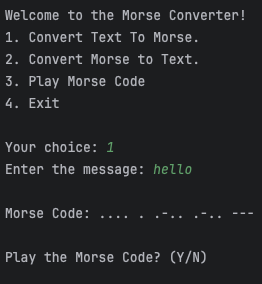 Welcome to the Morse Converter!
1. Convert Text To Morse.
2. Convert Morse to Text.
3. Play Morse Code
4. Exit
Your choice: 1
Enter the message: hello
Morse Code: .... . .-.. .-.. ---
Play the Morse Code? (Y/N)